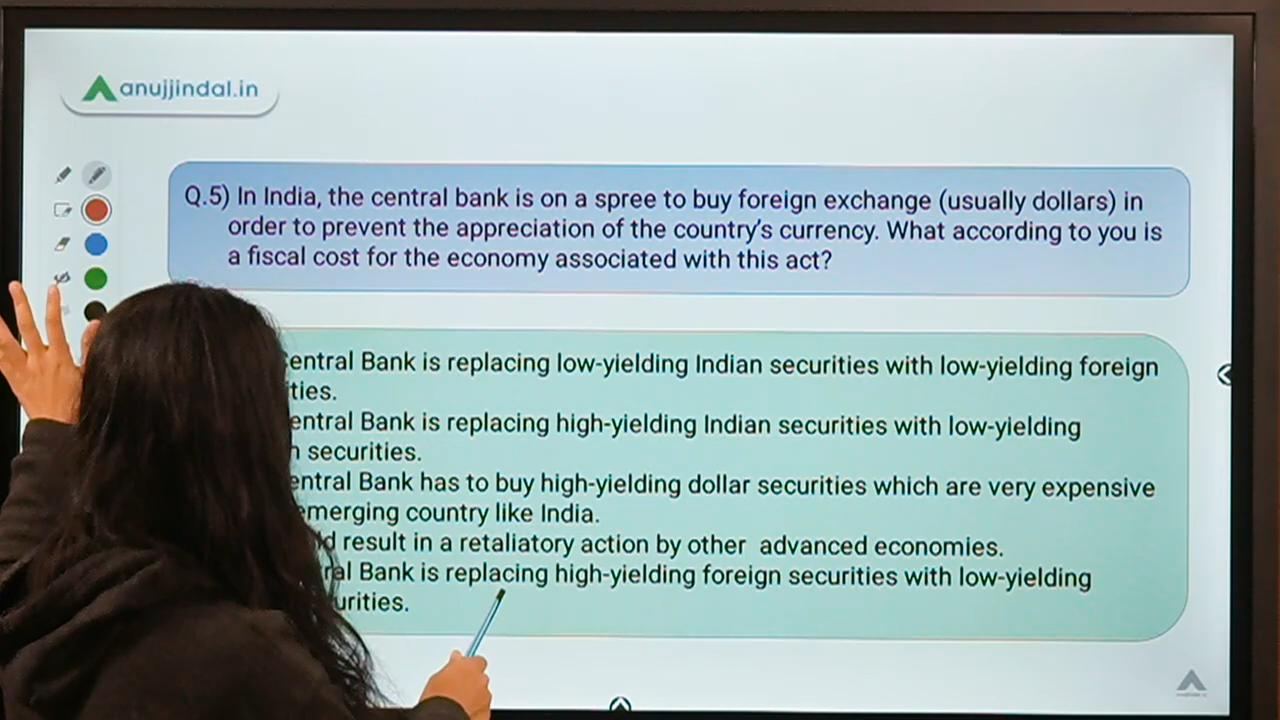 anujjindal.in
Q.5) In India, the central bank is on a spree to buy foreign exchange (usually dollars) in
order to prevent the appreciation of the country's currency. What according to you is
a fiscal cost for the economy associated with this act?
entral Bank is replacing low-yielding Indian securities with low-yielding foreign
ties.
entral Bank is replacing high-yielding Indian securities with low-yielding
securities.
entral Bank has to buy high-yielding dollar securities which are very expensive
emerging country like India.
d result in a retaliatory action by other advanced economies.
ral Bank is replacing high-yielding foreign securities with low-yielding
urities.